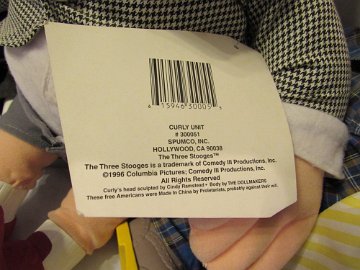 6 15946 30005 5
CURLY UNIT
# 300051
SPUMCO, INC.
HOLLYWOOD, CA 90038
The Three Stooges™
The Three Stooges is a trademark of Comedy III Productions, Inc.
©1996 Columbia Pictures; Comedy III Productions, Inc.
All Rights Reserved
Curly's head sculpted by Cindy Ramstead • Body by THE DOLLMAKERS
These free Americans were Made in China by Proletariats, probably against their will.